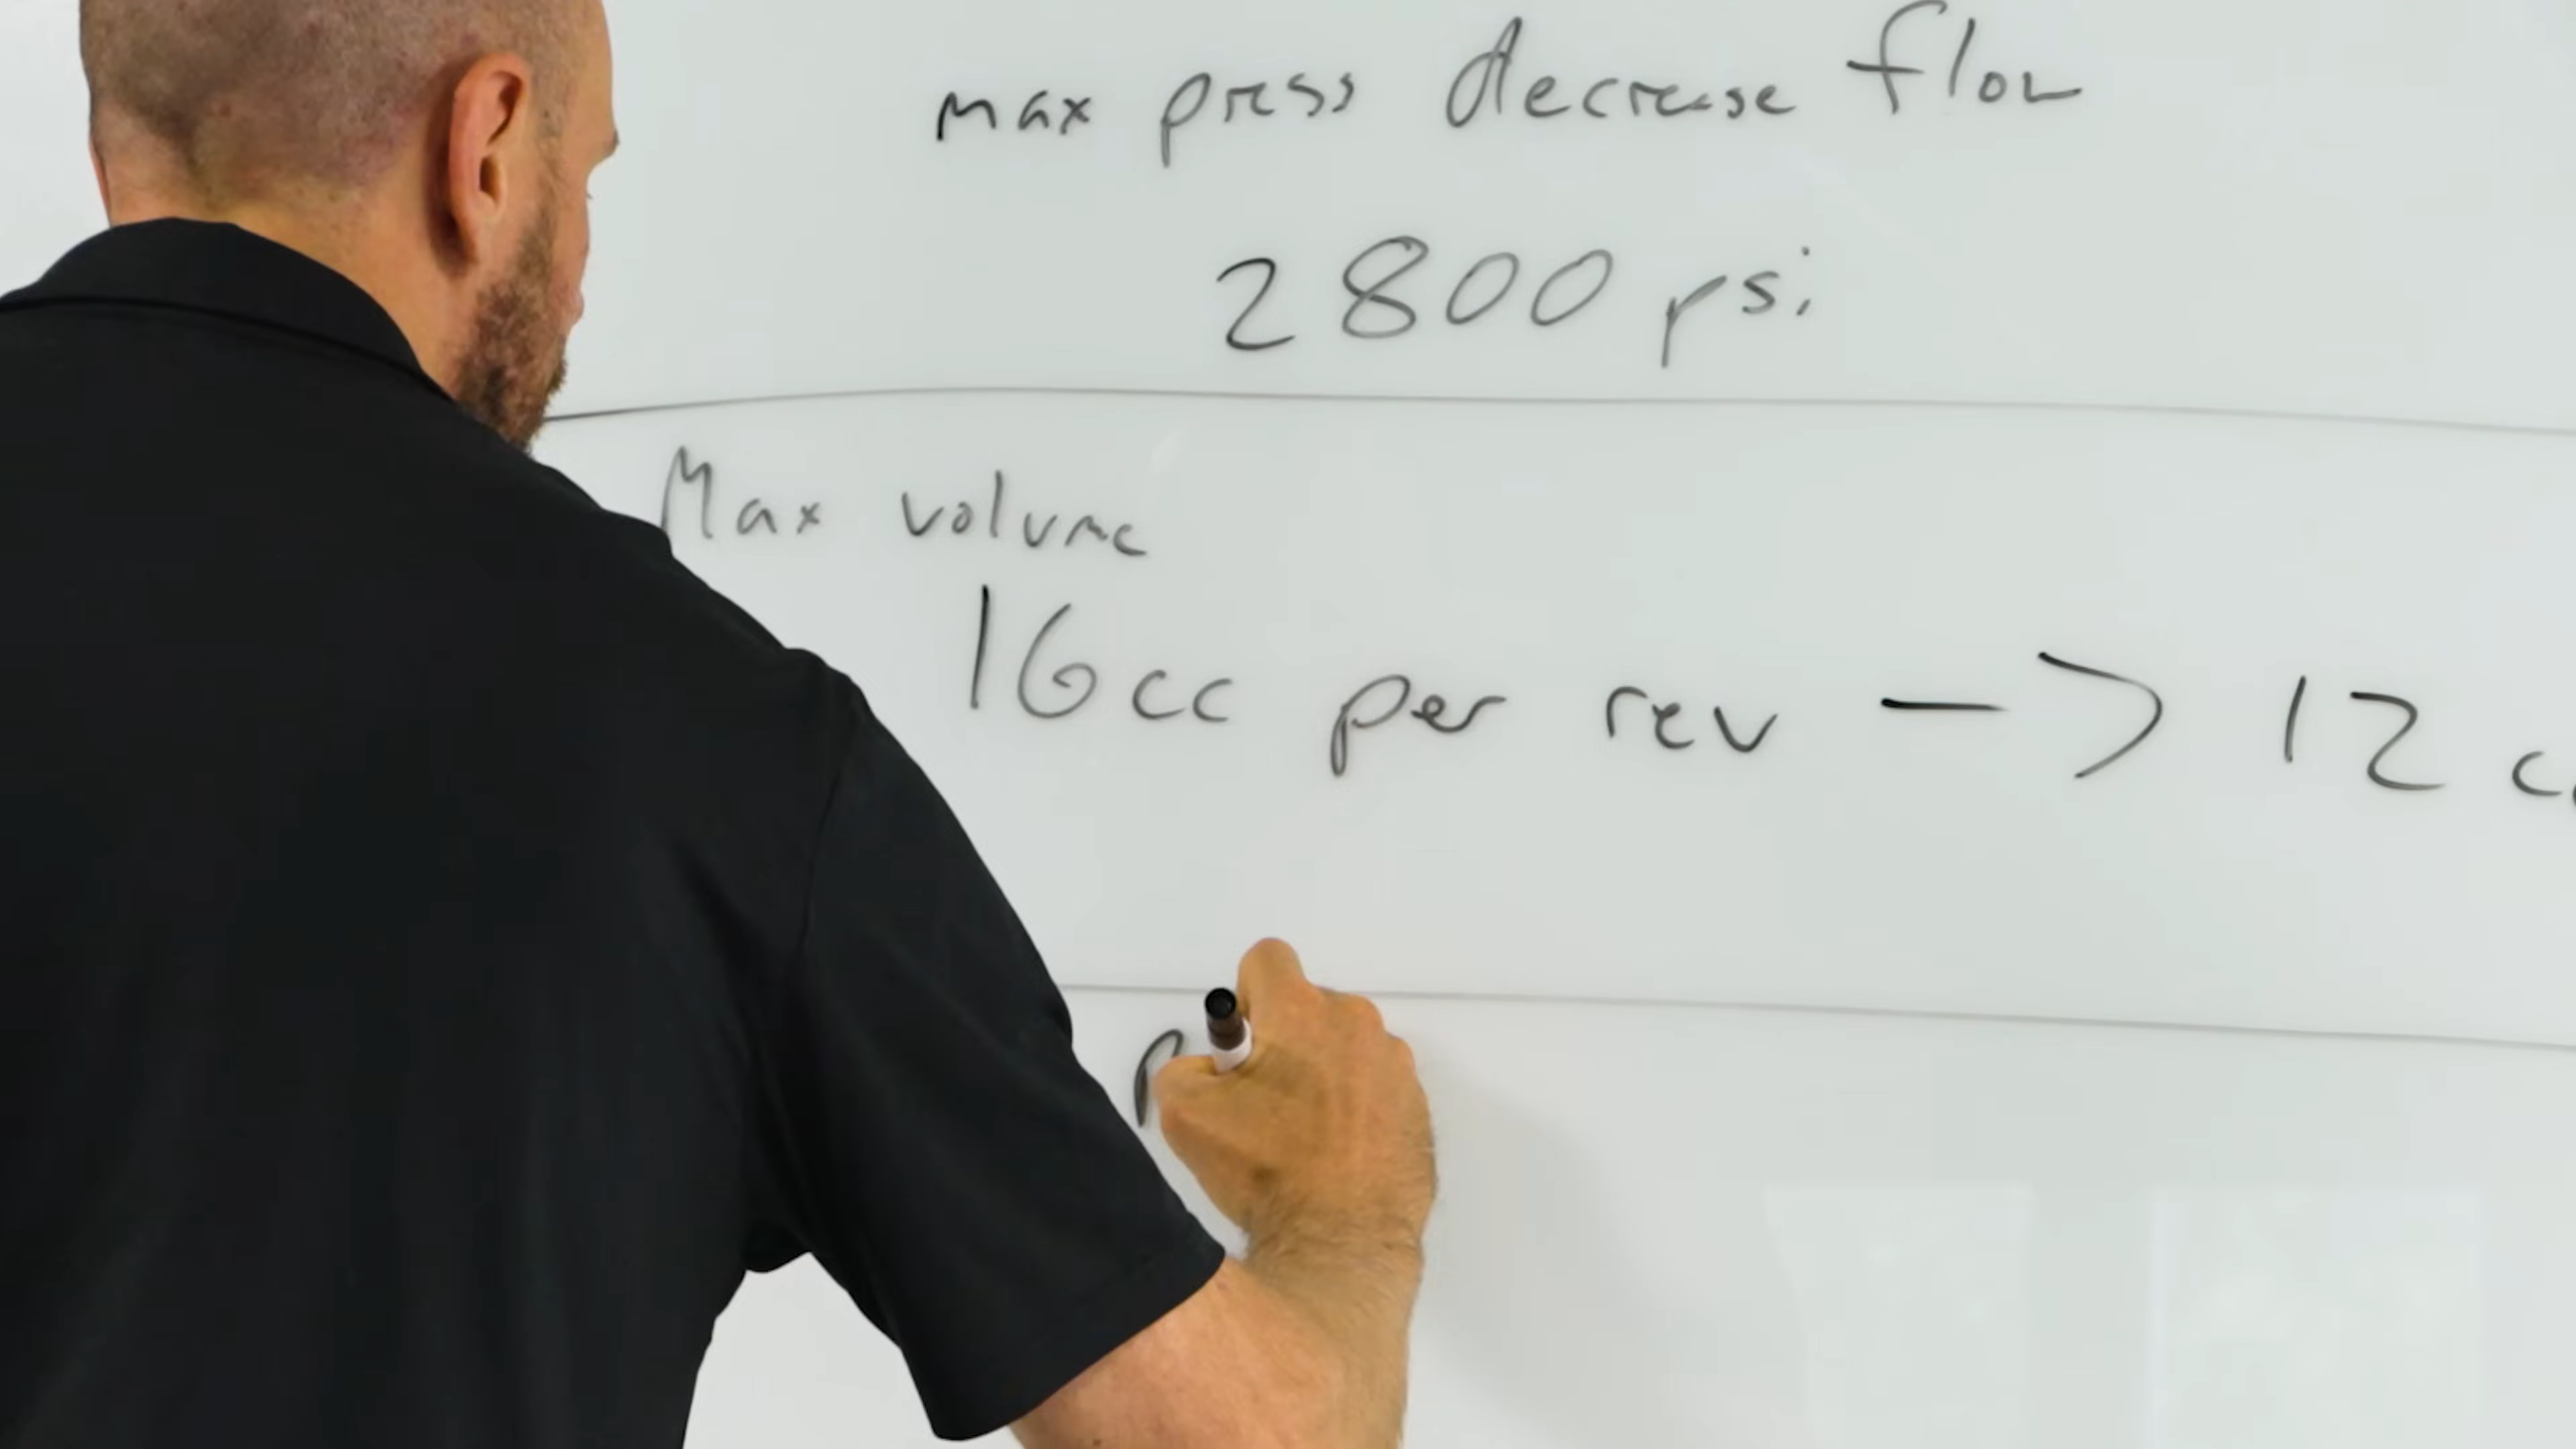 max press decrease flow
2800 psi
Max volume
16cc per rev -> 12